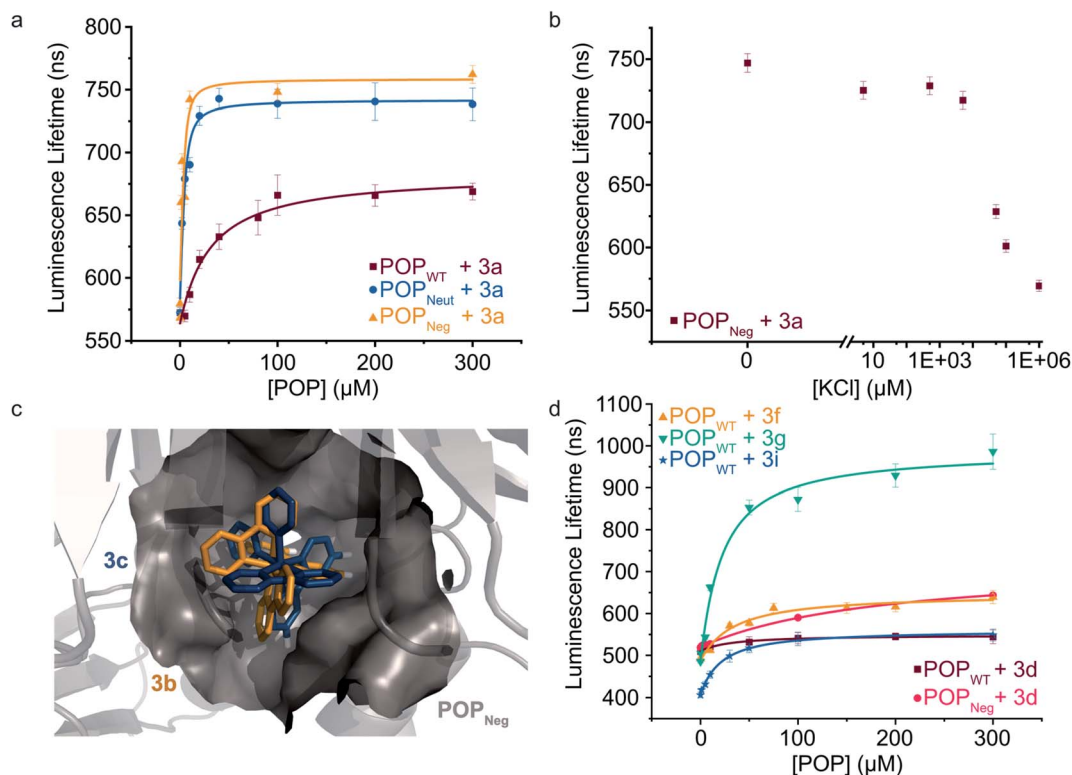 a
Luminescence Lifetime (ns)
800
750
700
650
600
550
0
100
200
300
[POP] (µM)
POPWT + 3a
POPNeut + 3a
POPNeg + 3a
b
Luminescence Lifetime (ns)
750
700
650
600
550
0
10
1E+03
1E+06
[KCl] (µM)
POPNeg + 3a
c
3c
3b
POPNeg
d
Luminescence Lifetime (ns)
1100
1000
900
800
700
600
500
400
0
100
200
300
[POP] (µM)
POPWT + 3f
POPWT + 3g
POPWT + 3i
POPWT + 3d
POPNeg + 3d